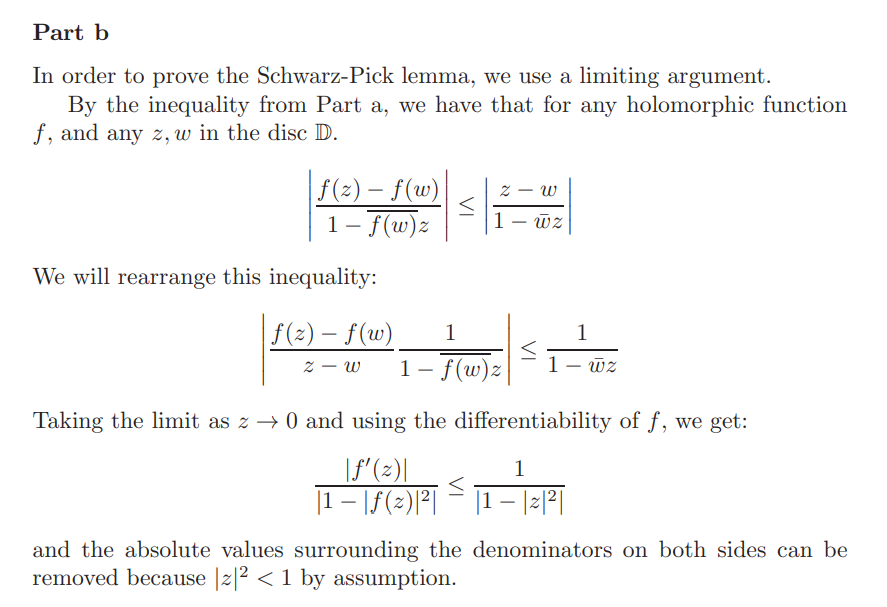 Part b
In order to prove the Schwarz-Pick lemma, we use a limiting argument.
By the inequality from Part a, we have that for any holomorphic function
f, and any z, w in the disc 𝔻.
$$\left|\frac{f(z) - f(w)}{1 - \overline{f(w)}z}\right| \leq \left|\frac{z - w}{1 - \bar{w}z}\right|$$
We will rearrange this inequality:
$$\left|\frac{f(z) - f(w)}{z - w} \frac{1}{1 - \overline{f(w)}z}\right| \leq \frac{1}{1 - \bar{w}z}$$
Taking the limit as z → 0 and using the differentiability of f, we get:
$$\frac{|f'(z)|}{|1 - |f(z)|^2|} \leq \frac{1}{|1 - |z|^2|}$$
and the absolute values surrounding the denominators on both sides can be
removed because |z|² < 1 by assumption.